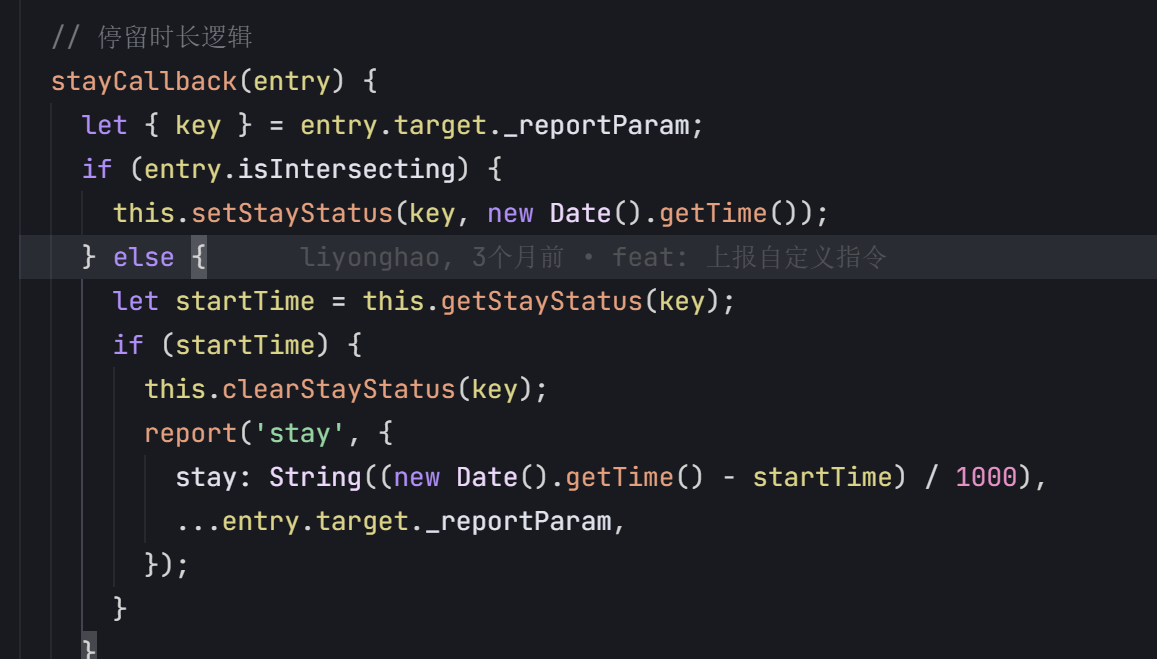 // 停留时长逻辑
stayCallback(entry) {
let { key } = entry.target._reportParam;
if (entry.isIntersecting) {
this.setStayStatus(key, new Date().getTime());
} else { liyonghao, 3个月前 • feat: 上报自定义指令
let startTime = this.getStayStatus(key);
if (startTime) {
this.clearStayStatus(key);
report('stay', {
stay: String((new Date().getTime() - startTime) / 1000),
...entry.target._reportParam,
});
}
}